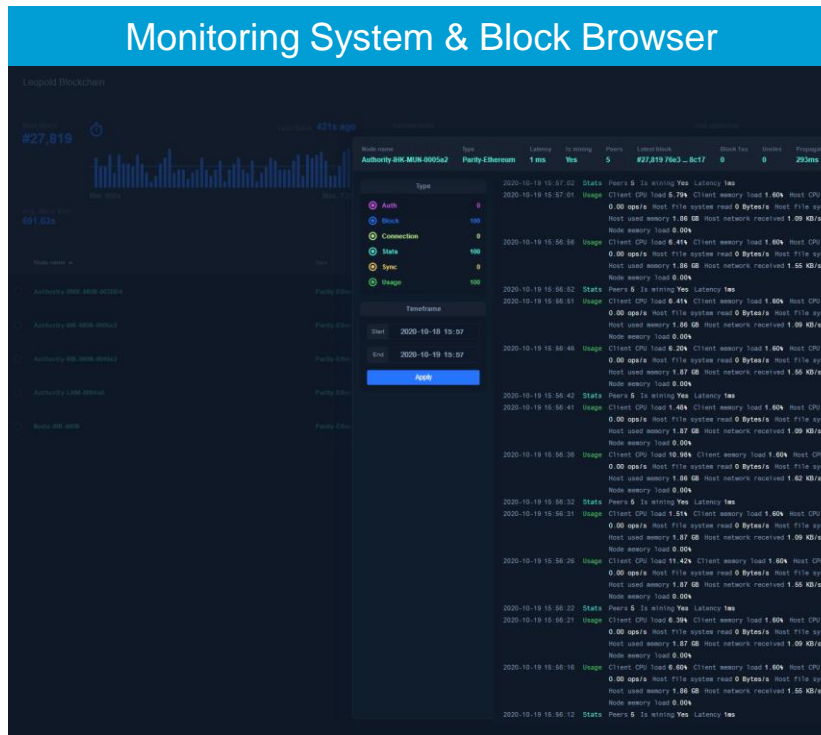 Monitoring System & Block Browser
Leopold Blockchain
#27,819
421s ago
691.63s
Node name
Node name Type Latency Is mining Peers Latest block Block Txs Uncles Propagat
Authority-IHK-MUN-0005a2 Parity-Ethereum 1 ms Yes 5 #27,819 76e3 ... 8c17 0 0 293ms
Type
Auth 0
Block 100
Connection 0
Stats 100
Sync 0
Usage 100
Timeframe
Start 2020-10-18 15:57
End 2020-10-19 15:57
Apply
2020-10-19 15:57:02 Stats Peers 5 Is mining Yes Latency 1ms
2020-10-19 15:57:01 Usage Client CPU load 5.79% Client memory load 1.60% Host CPU
0.00 ops/s Host file system read 0 Bytes/s Host file sy
Host used memory 1.86 GB Host network received 1.09 KB/s
Node memory load 0.00%
2020-10-19 15:56:56 Usage Client CPU load 6.41% Client memory load 1.60% Host CPU
0.00 ops/s Host file system read 0 Bytes/s Host file sy
Host used memory 1.86 GB Host network received 1.55 KB/s
Node memory load 0.00%
2020-10-19 15:56:52 Stats Peers 5 Is mining Yes Latency 1ms
2020-10-19 15:56:51 Usage Client CPU load 6.41% Client memory load 1.60% Host CPU
0.00 ops/s Host file system read 0 Bytes/s Host file sy
Host used memory 1.86 GB Host network received 1.09 KB/s
Node memory load 0.00%
2020-10-19 15:56:46 Usage Client CPU load 6.20% Client memory load 1.60% Host CPU
0.00 ops/s Host file system read 0 Bytes/s Host file sy
Host used memory 1.87 GB Host network received 1.55 KB/s
Node memory load 0.00%
2020-10-19 15:56:42 Stats Peers 5 Is mining Yes Latency 1ms
2020-10-19 15:56:41 Usage Client CPU load 1.48% Client memory load 1.60% Host CPU
0.00 ops/s Host file system read 0 Bytes/s Host file sy
Host used memory 1.87 GB Host network received 1.09 KB/s
Node memory load 0.00%
2020-10-19 15:56:36 Usage Client CPU load 10.98% Client memory load 1.60% Host CP
0.00 ops/s Host file system read 0 Bytes/s Host file sy
Host used memory 1.86 GB Host network received 1.62 KB/s
Node memory load 0.00%
2020-10-19 15:56:32 Stats Peers 5 Is mining Yes Latency 1ms
2020-10-19 15:56:31 Usage Client CPU load 1.51% Client memory load 1.60% Host CPU
0.00 ops/s Host file system read 0 Bytes/s Host file sy
Host used memory 1.87 GB Host network received 1.09 KB/s
Node memory load 0.00%
2020-10-19 15:56:26 Usage Client CPU load 11.42% Client memory load 1.60% Host CP
0.00 ops/s Host file system read 0 Bytes/s Host file sy
Host used memory 1.87 GB Host network received 1.55 KB/s
Node memory load 0.00%
2020-10-19 15:56:22 Stats Peers 5 Is mining Yes Latency 1ms
2020-10-19 15:56:21 Usage Client CPU load 6.39% Client memory load 1.60% Host CPU
0.00 ops/s Host file system read 0 Bytes/s Host file sy
Host used memory 1.87 GB Host network received 1.09 KB/s
Node memory load 0.00%
2020-10-19 15:56:16 Usage Client CPU load 6.60% Client memory load 1.60% Host CPU
0.00 ops/s Host file system read 0 Bytes/s Host file sy
Host used memory 1.86 GB Host network received 1.55 KB/s
Node memory load 0.00%
2020-10-19 15:56:12 Stats Peers 5 Is mining Yes Latency 1ms